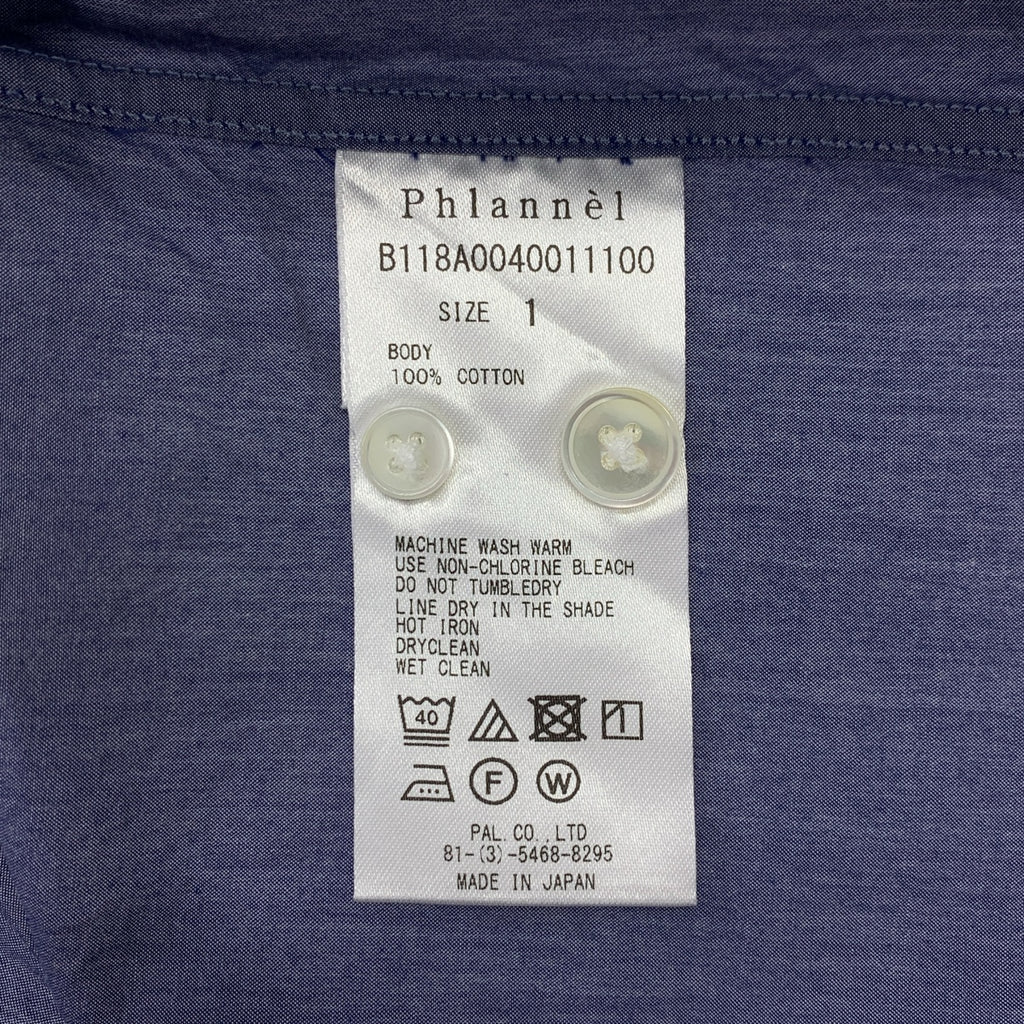 Phlannèl
B118A0040011100
SIZE 1
BODY
100% COTTON
MACHINE WASH WARM
USE NON-CHLORINE BLEACH
DO NOT TUMBLEDRY
LINE DRY IN THE SHADE
HOT IRON
DRYCLEAN
WET CLEAN
40
F W
PAL.CO.,LTD
81-(3)-5468-8295
MADE IN JAPAN